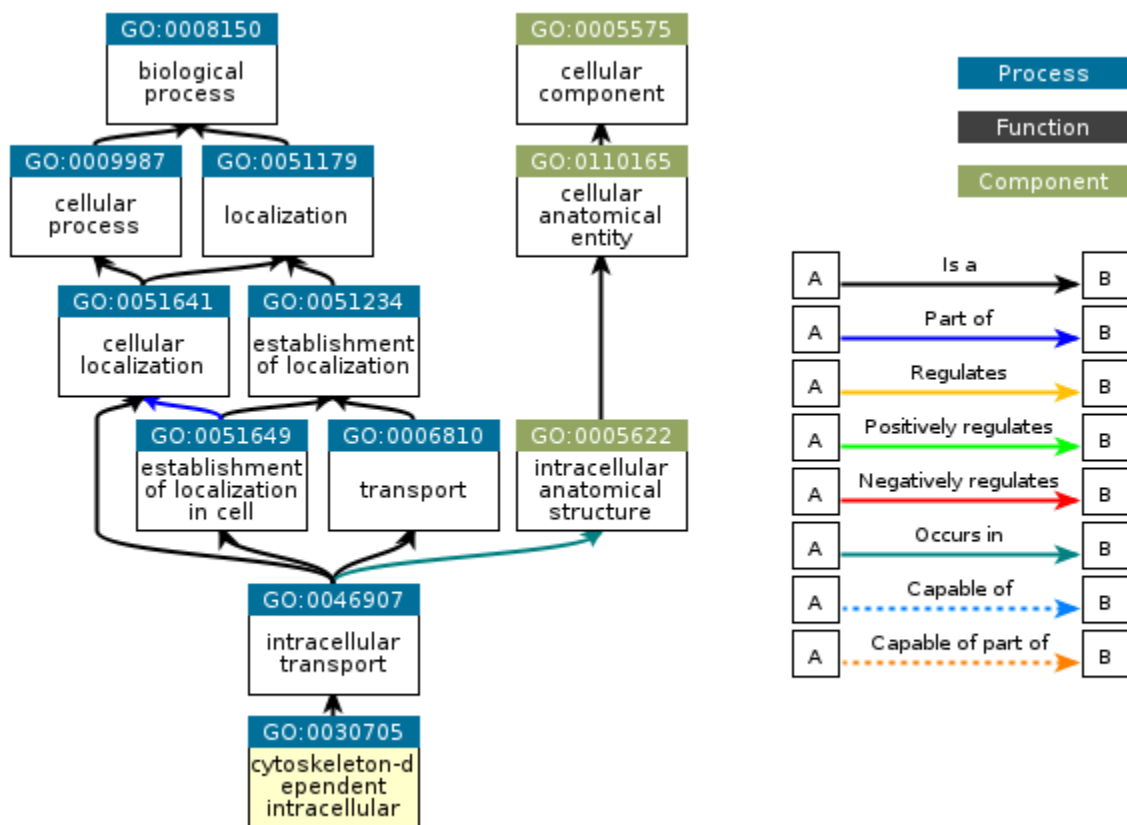 GO:0008150
biological
process
GO:0005575
cellular
component
GO:0009987
cellular
process
GO:0051179
localization
GO:0110165
cellular
anatomical
entity
GO:0051641
cellular
localization
GO:0051234
establishment
of localization
GO:0051649
establishment
of localization
in cell
GO:0006810
transport
GO:0005622
intracellular
anatomical
structure
GO:0046907
intracellular
transport
GO:0030705
cytoskeleton-d
ependent
intracellular
Process
Function
Component
A Is a B
A Part of B
A Regulates B
A Positively regulates B
A Negatively regulates B
A Occurs in B
A Capable of B
A Capable of part of B